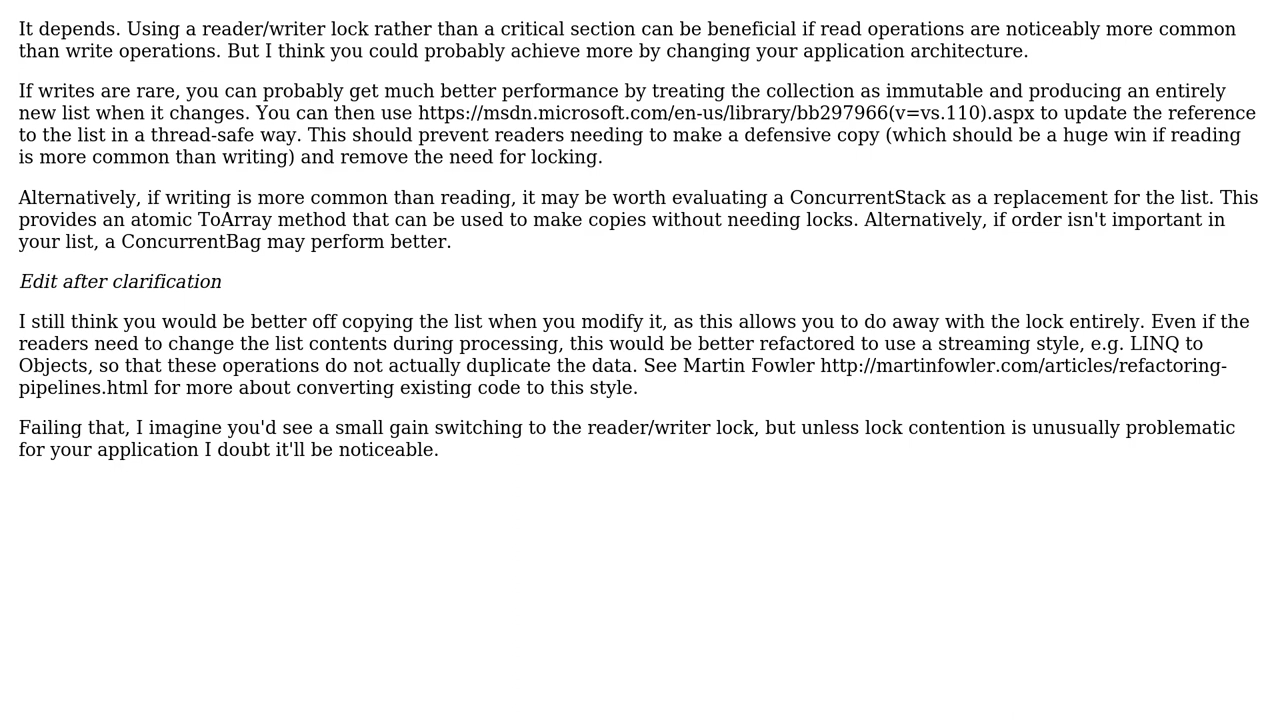 It depends. Using a reader/writer lock rather than a critical section can be beneficial if read operations are noticeably more common
than write operations. But I think you could probably achieve more by changing your application architecture.
If writes are rare, you can probably get much better performance by treating the collection as immutable and producing an entirely
new list when it changes. You can then use https://msdn.microsoft.com/en-us/library/bb297966(v=vs.110).aspx to update the reference
to the list in a thread-safe way. This should prevent readers needing to make a defensive copy (which should be a huge win if reading
is more common than writing) and remove the need for locking.
Alternatively, if writing is more common than reading, it may be worth evaluating a ConcurrentStack as a replacement for the list. This
provides an atomic ToArray method that can be used to make copies without needing locks. Alternatively, if order isn't important in
your list, a ConcurrentBag may perform better.
Edit after clarification
I still think you would be better off copying the list when you modify it, as this allows you to do away with the lock entirely. Even if the
readers need to change the list contents during processing, this would be better refactored to use a streaming style, e.g. LINQ to
Objects, so that these operations do not actually duplicate the data. See Martin Fowler http://martinfowler.com/articles/refactoring-
pipelines.html for more about converting existing code to this style.
Failing that, I imagine you'd see a small gain switching to the reader/writer lock, but unless lock contention is unusually problematic
for your application I doubt it'll be noticeable.